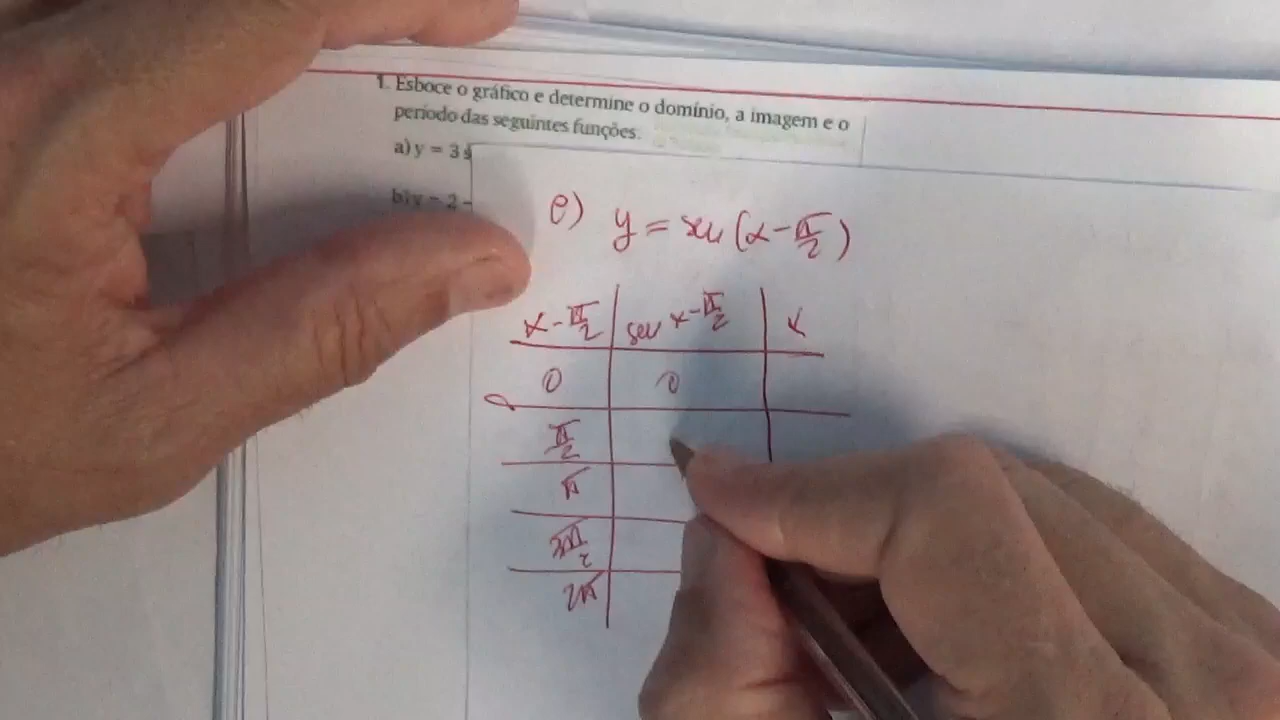 1. Esboce o gráfico e determine o domínio, a imagem e o
período das seguintes funções.
a) y = 3 s
b) y = 2 -
e) y = sen (x - π/2)
x - π/2 sen x - π/2 x
0 0
π/2
π
3π/2
2π